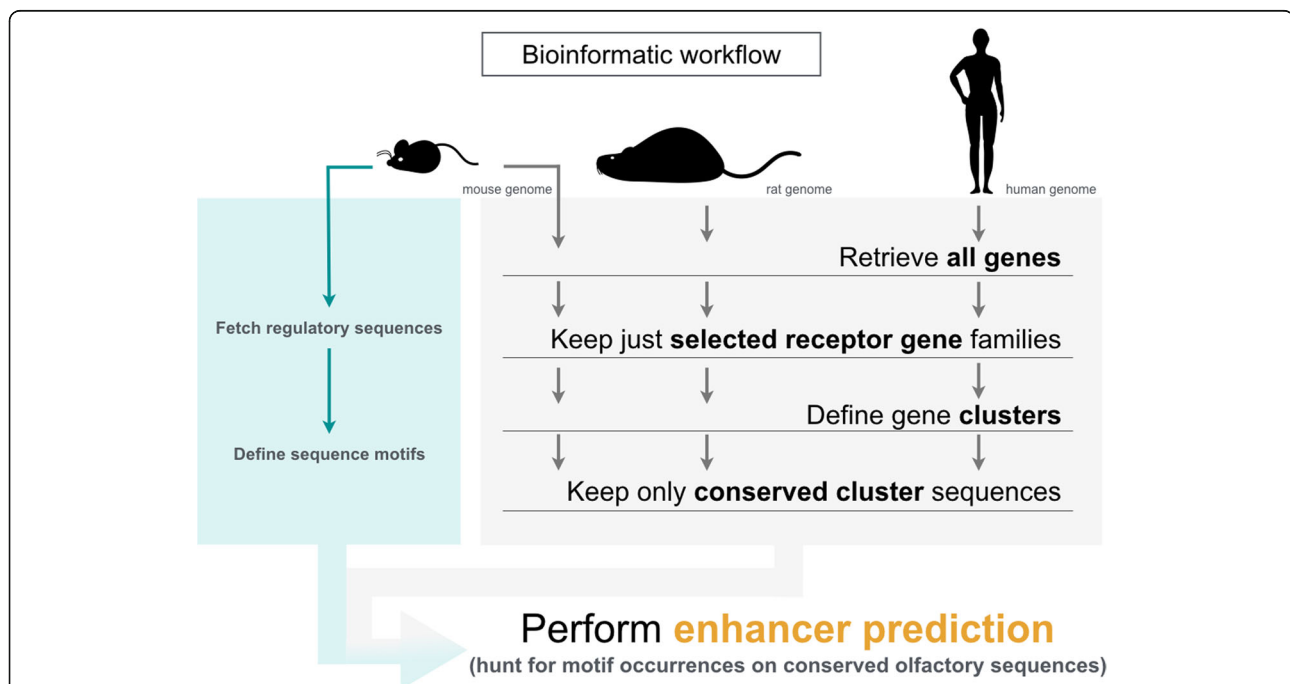 Bioinformatic workflow
mouse genome
rat genome
human genome
Retrieve all genes
Fetch regulatory sequences
Keep just selected receptor gene families
Define gene clusters
Define sequence motifs
Keep only conserved cluster sequences
Perform enhancer prediction
(hunt for motif occurrences on conserved olfactory sequences)